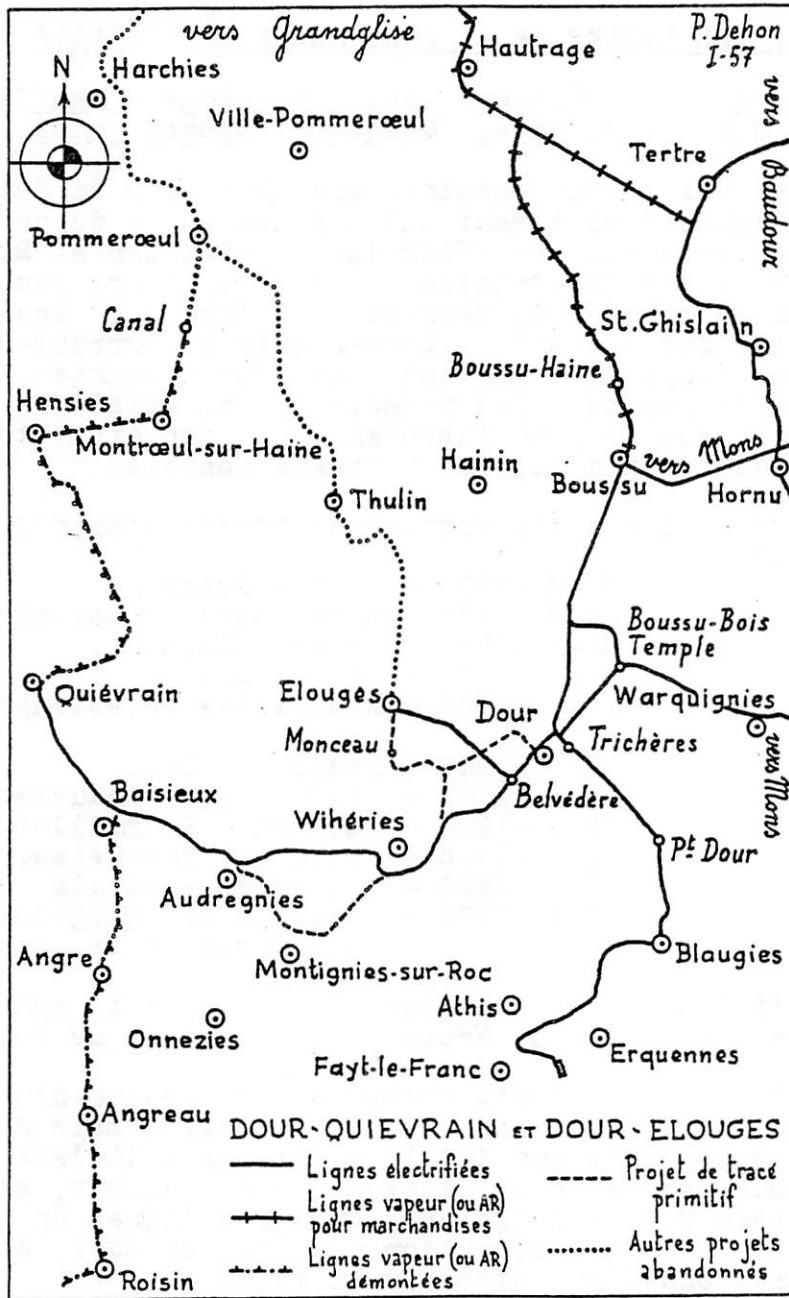 vers Grandglise
P. Dehon
I-57
Hautrage
N
Harchies
vers Baudour
Ville-Pommerœul
Tertre
Pommerœul
Canal
St. Ghislain
Boussu-Haine
Hensies
Montrœul-sur-Haine
Hainin
vers Mons
Thulin
Boussu
Hornu
Boussu-Bois
Temple
Quiévrain
Elouges
Dour
Warquignies
Monceau
Trichères
vers Mons
Baisieux
Belvédère
Wihéries
Pt Dour
Audregnies
Angre
Montignies-sur-Roc
Blaugies
Athis
Onnezies
Erquennes
Fayt-le-Franc
Angreau
Roisin
DOUR-QUIEVRAIN ET DOUR-ELOUGES
Lignes électrifiées
Lignes vapeur (ou AR)
pour marchandises
Lignes vapeur (ou AR)
démontées
Projet de tracé
primitif
Autres projets
abandonnés